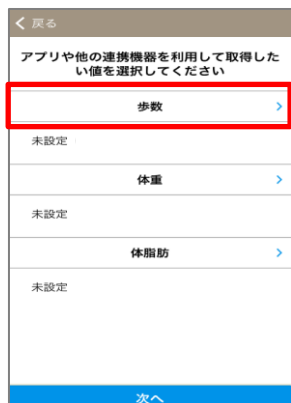 戻る
アプリや他の連携機器を利用して取得した
い値を選択してください
歩数
未設定
体重
未設定
体脂肪
未設定
次へ